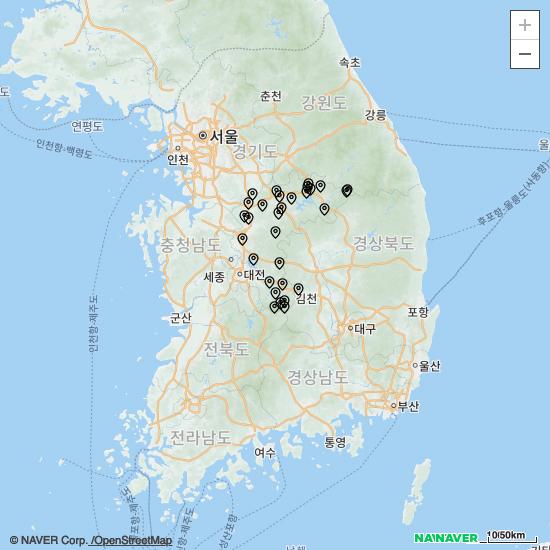 +
−
속초
춘천
강원도
강릉
도
연평도
서울
인천
경기도
울
인천항-백령도
후포항-울릉도(사동항)
충청남도
경상북도
세종
대전
김천
포항
군산
대구
전북도
울산
인천항-제주도
경상남도
부산
전라남도
통영
여수
© NAVER Corp. /OpenStreetMap
NAVER
10/50km